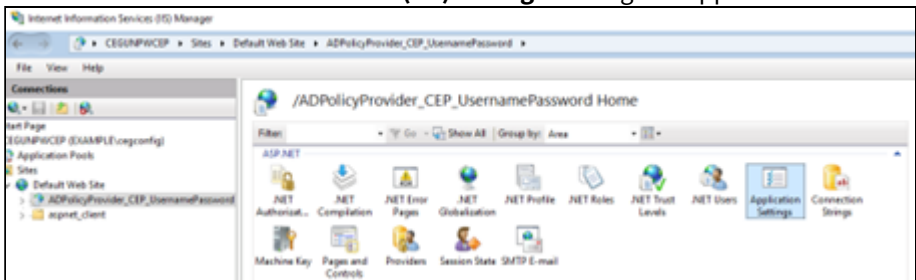 Internet Information Services (IIS) Manager
CEGUNPWCEP ▸ Sites ▸ Default Web Site ▸ ADPolicyProvider_CEP_UsernamePassword ▸
File View Help
Connections
/ADPolicyProvider_CEP_UsernamePassword Home
Filter: Go Show All Group by: Area
tart Page
CEGUNPWCEP (EXAMPLE\cegconfig)
Application Pools
Sites
Default Web Site
ADPolicyProvider_CEP_UsernamePassword
aspnet_client
ASP.NET
.NET Authorizat...
.NET Compilation
.NET Error Pages
.NET Globalization
.NET Profile
.NET Roles
.NET Trust Levels
.NET Users
Application Settings
Connection Strings
Machine Key
Pages and Controls
Providers
Session State
SMTP E-mail